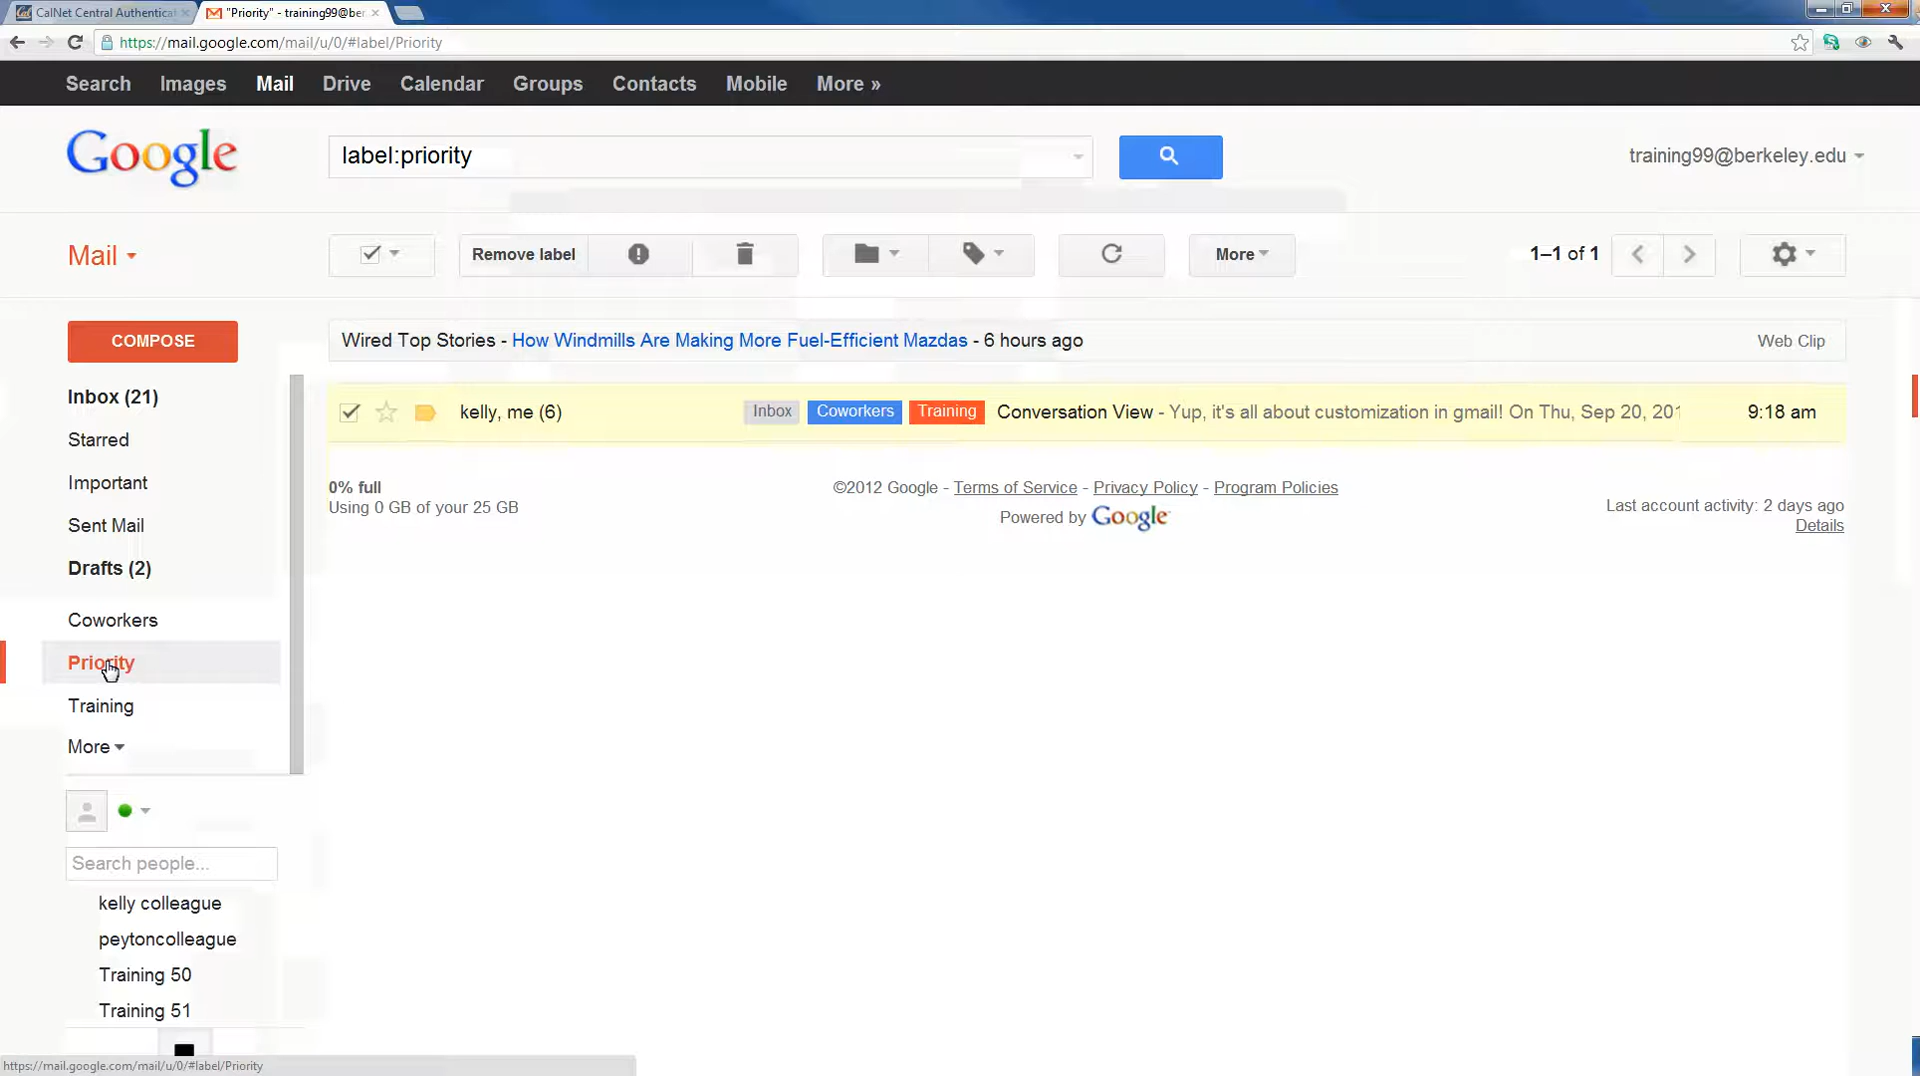 CalNet Central Authentica
"Priority" - training99@ber
https://mail.google.com/mail/u/0/#label/Priority
Search Images Mail Drive Calendar Groups Contacts Mobile More »
Google
label:priority
training99@berkeley.edu
Mail
Remove label
More
1–1 of 1
COMPOSE
Wired Top Stories - How Windmills Are Making More Fuel-Efficient Mazdas - 6 hours ago
Web Clip
Inbox (21)
kelly, me (6) Inbox Coworkers Training Conversation View - Yup, it's all about customization in gmail! On Thu, Sep 20, 201 9:18 am
Starred
Important
Sent Mail
Drafts (2)
0% full
Using 0 GB of your 25 GB
©2012 Google - Terms of Service - Privacy Policy - Program Policies
Powered by Google
Last account activity: 2 days ago
Details
Coworkers
Priority
Training
More
Search people...
kelly colleague
peytoncolleague
Training 50
Training 51
https://mail.google.com/mail/u/0/#label/Priority